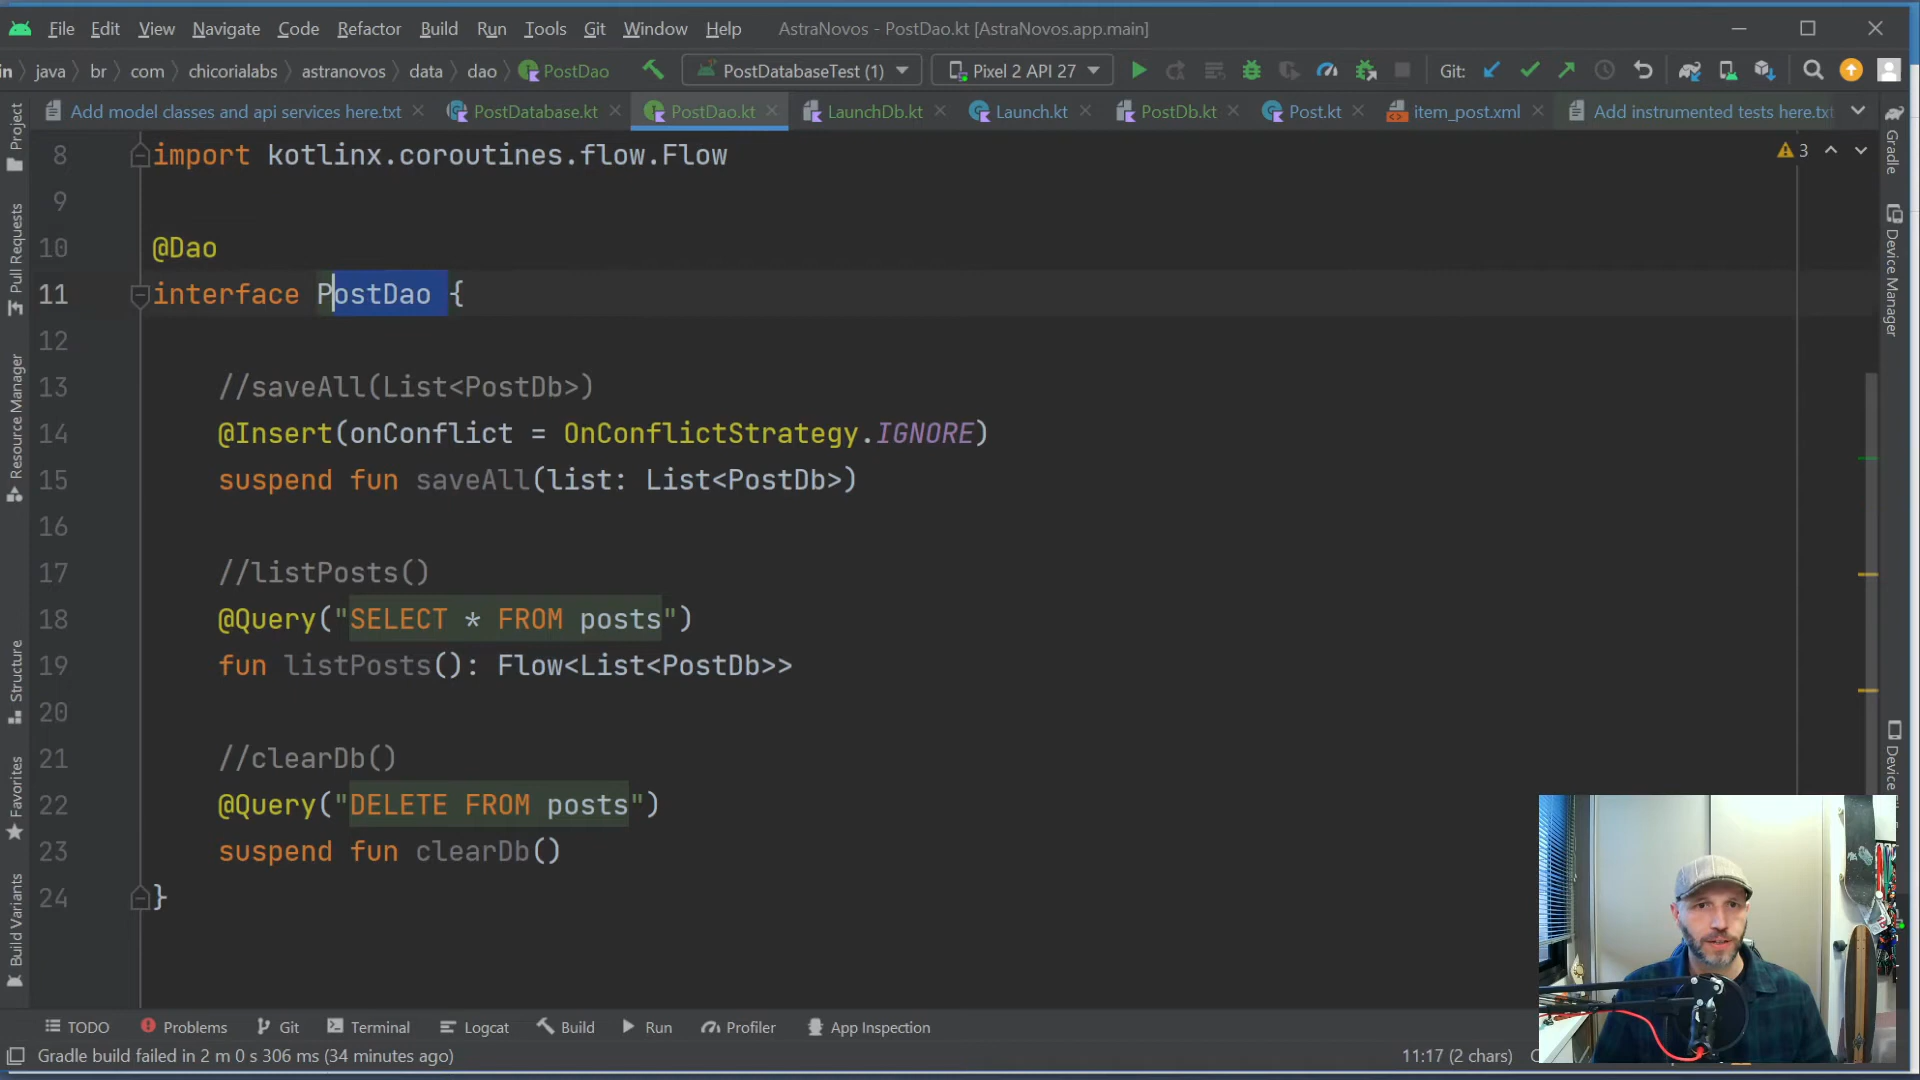 File Edit View Navigate Code Refactor Build Run Tools Git Window Help AstraNovos - PostDao.kt [AstraNovos.app.main]
in java br com chicorialabs astranovos data dao PostDao PostDatabaseTest (1) Pixel 2 API 27 Git:
Add model classes and api services here.txt PostDatabase.kt PostDao.kt LaunchDb.kt Launch.kt PostDb.kt Post.kt item_post.xml Add instrumented tests here.txt
8 import kotlinx.coroutines.flow.Flow
3
9
10 @Dao
11 interface PostDao {
12
13 //saveAll(List<PostDb>)
14 @Insert(onConflict = OnConflictStrategy.IGNORE)
15 suspend fun saveAll(list: List<PostDb>)
16
17 //listPosts()
18 @Query("SELECT * FROM posts")
19 fun listPosts(): Flow<List<PostDb>>
20
21 //clearDb()
22 @Query("DELETE FROM posts")
23 suspend fun clearDb()
24 }
Project
Pull Requests
Resource Manager
Structure
Favorites
Build Variants
Gradle
Device Manager
Device
TODO Problems Git Terminal Logcat Build Run Profiler App Inspection
Gradle build failed in 2 m 0 s 306 ms (34 minutes ago) 11:17 (2 chars)